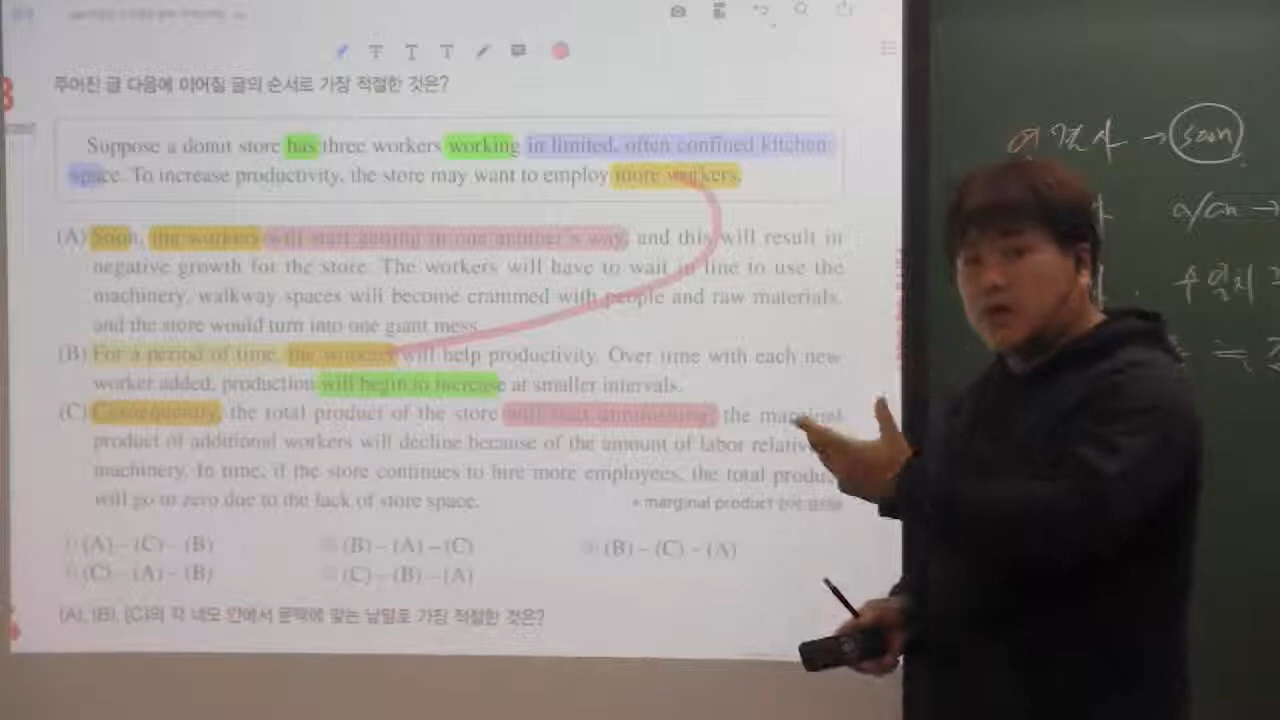 주어진 글 다음에 이어질 글의 순서로 가장 적절한 것은?
Suppose a donut store has three workers working in limited, often confined kitchen
space. To increase productivity, the store may want to employ more workers.
(A) Soon, the workers will start getting in one another's way, and this will result in
negative growth for the store. The workers will have to wait in line to use the
machinery, walkway spaces will become crammed with people and raw materials,
and the store would turn into one giant mess.
(B) For a period of time, the workers will help productivity. Over time with each new
worker added, production will begin to increase at smaller intervals.
(C) Consequently, the total product of the store will start diminishing; the marginal
product of additional workers will decline because of the amount of labor relative
machinery. In time, if the store continues to hire more employees, the total produ
will go to zero due to the lack of store space.
* marginal product
① (A) – (C) – (B)
② (B) – (A) – (C)
③ (B) – (C) – (A)
④ (C) – (A) – (B)
⑤ (C) – (B) – (A)
(A), (B), (C)의 각 네모 안에서 문맥에 맞는 낱말로 가장 적절한 것은?
연결사 → soon
a/an →
수일치